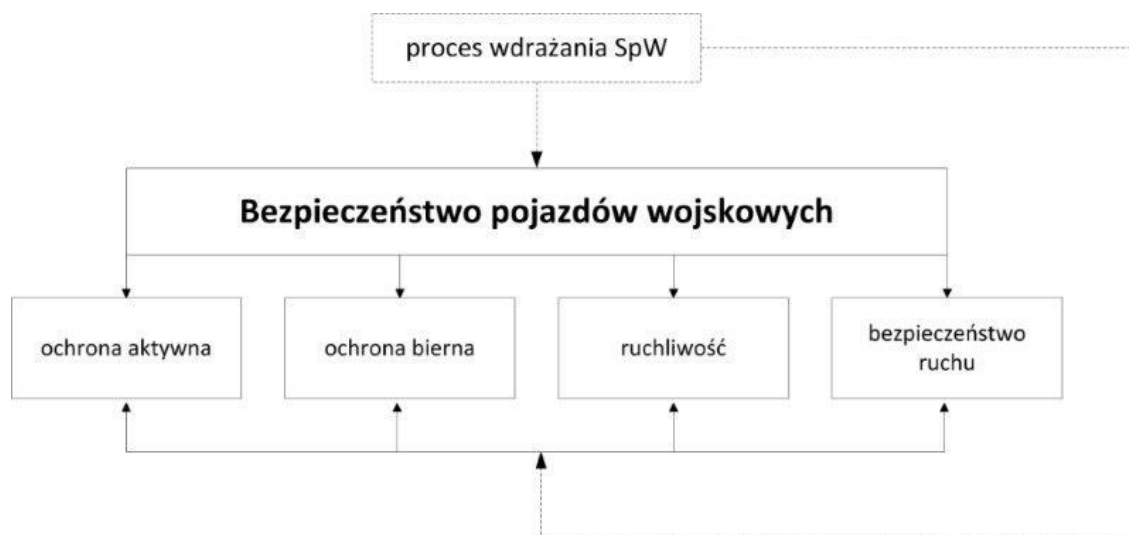 proces wdrażania SpW
Bezpieczeństwo pojazdów wojskowych
ochrona aktywna
ochrona bierna
ruchliwość
bezpieczeństwo
ruchu